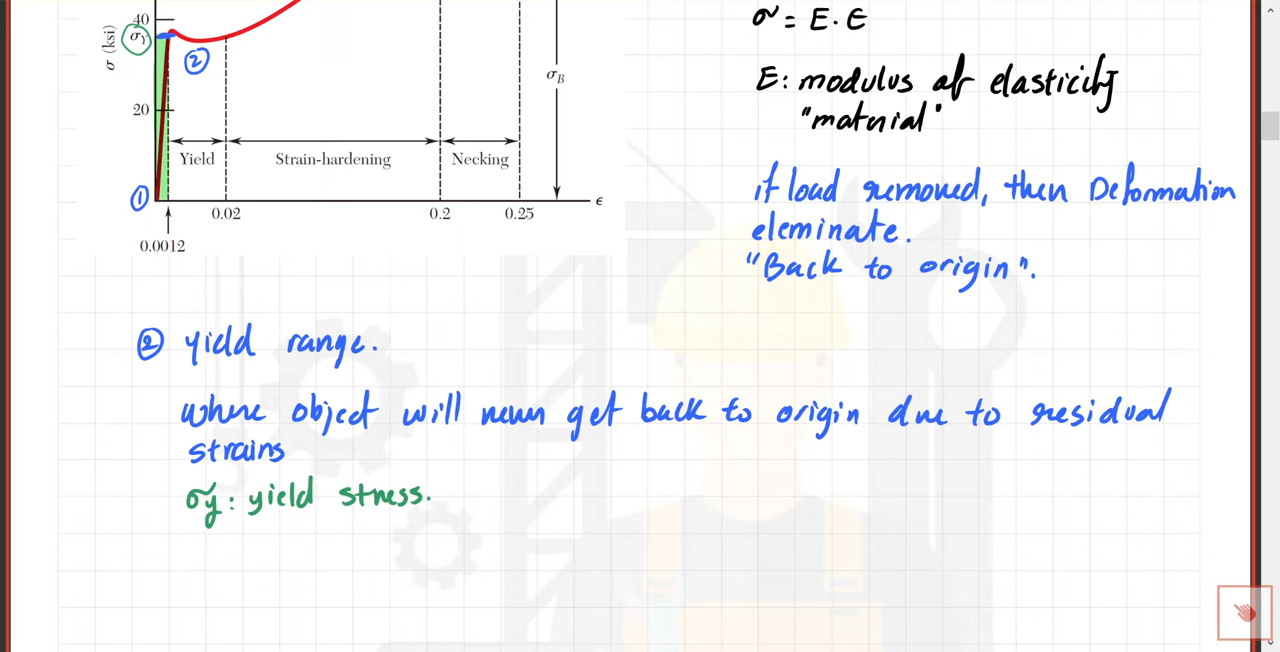 40
σY
σ (ksi)
②
20
σB
Yield
Strain-hardening
Necking
①
ϵ
0.02
0.2
0.25
0.0012
σ = E . ϵ
E: modulus of elasticity
"material"
if load removed, then Deformation
eleminate.
"Back to origin".
② yield range.
where object will never get back to origin due to residual
strains
σy : yield stress.